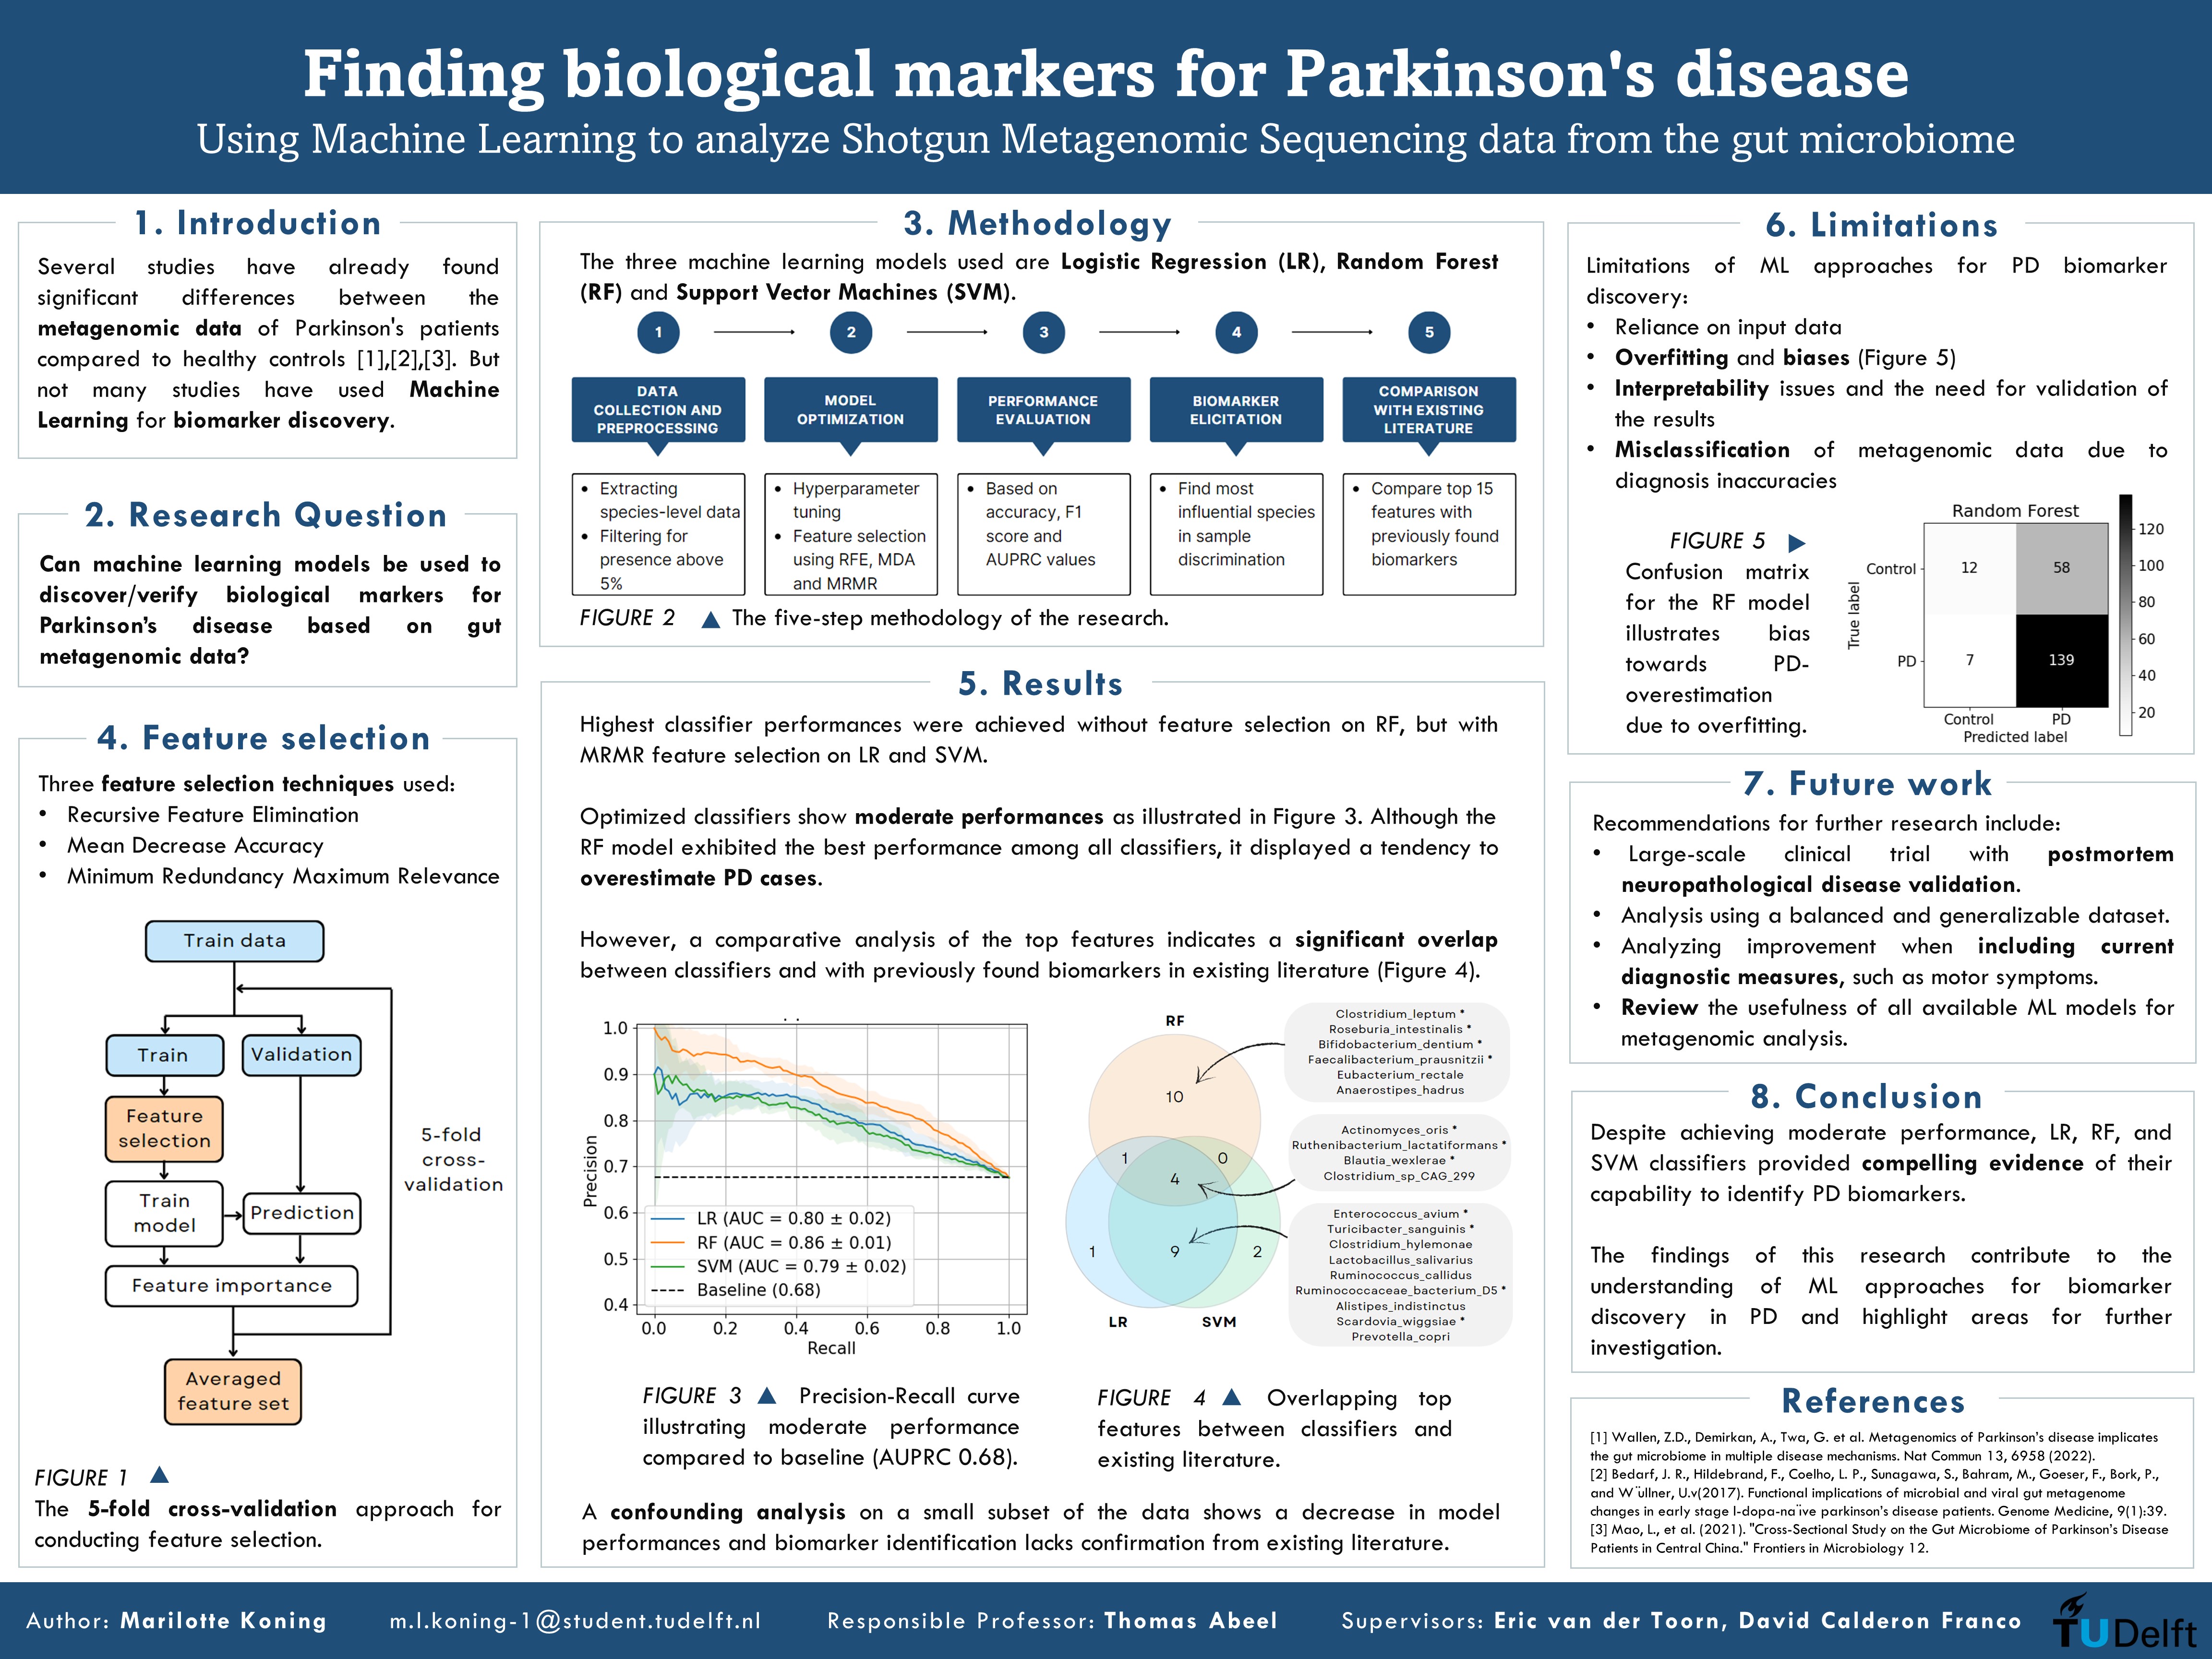 Finding biological markers for Parkinson's disease
Using Machine Learning to analyze Shotgun Metagenomic Sequencing data from the gut microbiome
1. Introduction
Several studies have already found
significant differences between the
metagenomic data of Parkinson's patients
compared to healthy controls [1],[2],[3]. But
not many studies have used Machine
Learning for biomarker discovery.
2. Research Question
Can machine learning models be used to
discover/verify biological markers for
Parkinson's disease based on gut
metagenomic data?
3. Methodology
The three machine learning models used are Logistic Regression (LR), Random Forest
(RF) and Support Vector Machines (SVM).
1
2
3
4
5
DATA
COLLECTION AND
PREPROCESSING
MODEL
OPTIMIZATION
PERFORMANCE
EVALUATION
BIOMARKER
ELICITATION
COMPARISON
WITH EXISTING
LITERATURE
• Extracting
species-level data
• Filtering for
presence above
5%
• Hyperparameter
tuning
• Feature selection
using RFE, MDA
and MRMR
• Based on
accuracy, F1
score and
AUPRC values
• Find most
influential species
in sample
discrimination
• Compare top 15
features with
previously found
biomarkers
FIGURE 2 ▲ The five-step methodology of the research.
4. Feature selection
Three feature selection techniques used:
• Recursive Feature Elimination
• Mean Decrease Accuracy
• Minimum Redundancy Maximum Relevance
Train data
Train
Validation
Feature
selection
Train
model
Prediction
Feature importance
Averaged
feature set
5-fold
cross-
validation
FIGURE 1 ▲
The 5-fold cross-validation approach for
conducting feature selection.
5. Results
Highest classifier performances were achieved without feature selection on RF, but with
MRMR feature selection on LR and SVM.
Optimized classifiers show moderate performances as illustrated in Figure 3. Although the
RF model exhibited the best performance among all classifiers, it displayed a tendency to
overestimate PD cases.
However, a comparative analysis of the top features indicates a significant overlap
between classifiers and with previously found biomarkers in existing literature (Figure 4).
1.0
0.9
0.8
0.7
0.6
0.5
0.4
Precision
0.0 0.2 0.4 0.6 0.8 1.0
Recall
LR (AUC = 0.80 ± 0.02)
RF (AUC = 0.86 ± 0.01)
SVM (AUC = 0.79 ± 0.02)
Baseline (0.68)
FIGURE 3 ▲ Precision-Recall curve
illustrating moderate performance
compared to baseline (AUPRC 0.68).
RF
10
1
0
4
1
9
2
LR
SVM
Clostridium_leptum *
Roseburia_intestinalis *
Bifidobacterium_dentium *
Faecalibacterium_prausnitzii *
Eubacterium_rectale
Anaerostipes_hadrus
Actinomyces_oris *
Ruthenibacterium_lactatiformans *
Blautia_wexlerae *
Clostridium_sp_CAG_299
Enterococcus_avium *
Turicibacter_sanguinis *
Clostridium_hylemonae
Lactobacillus_salivarius
Ruminococcus_callidus
Ruminococcaceae_bacterium_D5 *
Alistipes_indistinctus
Scardovia_wiggsiae *
Prevotella_copri
FIGURE 4 ▲ Overlapping top
features between classifiers and
existing literature.
A confounding analysis on a small subset of the data shows a decrease in model
performances and biomarker identification lacks confirmation from existing literature.
6. Limitations
Limitations of ML approaches for PD biomarker
discovery:
• Reliance on input data
• Overfitting and biases (Figure 5)
• Interpretability issues and the need for validation of
the results
• Misclassification of metagenomic data due to
diagnosis inaccuracies
FIGURE 5 ▶
Confusion matrix
for the RF model
illustrates bias
towards PD-
overestimation
due to overfitting.
Random Forest
True label
Control
PD
12
58
7
139
Control PD
Predicted label
120
100
80
60
40
20
7. Future work
Recommendations for further research include:
• Large-scale clinical trial with postmortem
neuropathological disease validation.
• Analysis using a balanced and generalizable dataset.
• Analyzing improvement when including current
diagnostic measures, such as motor symptoms.
• Review the usefulness of all available ML models for
metagenomic analysis.
8. Conclusion
Despite achieving moderate performance, LR, RF, and
SVM classifiers provided compelling evidence of their
capability to identify PD biomarkers.
The findings of this research contribute to the
understanding of ML approaches for biomarker
discovery in PD and highlight areas for further
investigation.
References
[1] Wallen, Z.D., Demirkan, A., Twa, G. et al. Metagenomics of Parkinson's disease implicates
the gut microbiome in multiple disease mechanisms. Nat Commun 13, 6958 (2022).
[2] Bedarf, J. R., Hildebrand, F., Coelho, L. P., Sunagawa, S., Bahram, M., Goeser, F., Bork, P.,
and W¨ullner, U.v(2017). Functional implications of microbial and viral gut metagenome
changes in early stage l-dopa-na¨ive parkinson's disease patients. Genome Medicine, 9(1):39.
[3] Mao, L., et al. (2021). "Cross-Sectional Study on the Gut Microbiome of Parkinson's Disease
Patients in Central China." Frontiers in Microbiology 12.
Author: Marilotte Koning
m.l.koning-1@student.tudelft.nl
Responsible Professor: Thomas Abeel
Supervisors: Eric van der Toorn, David Calderon Franco
TUDelft